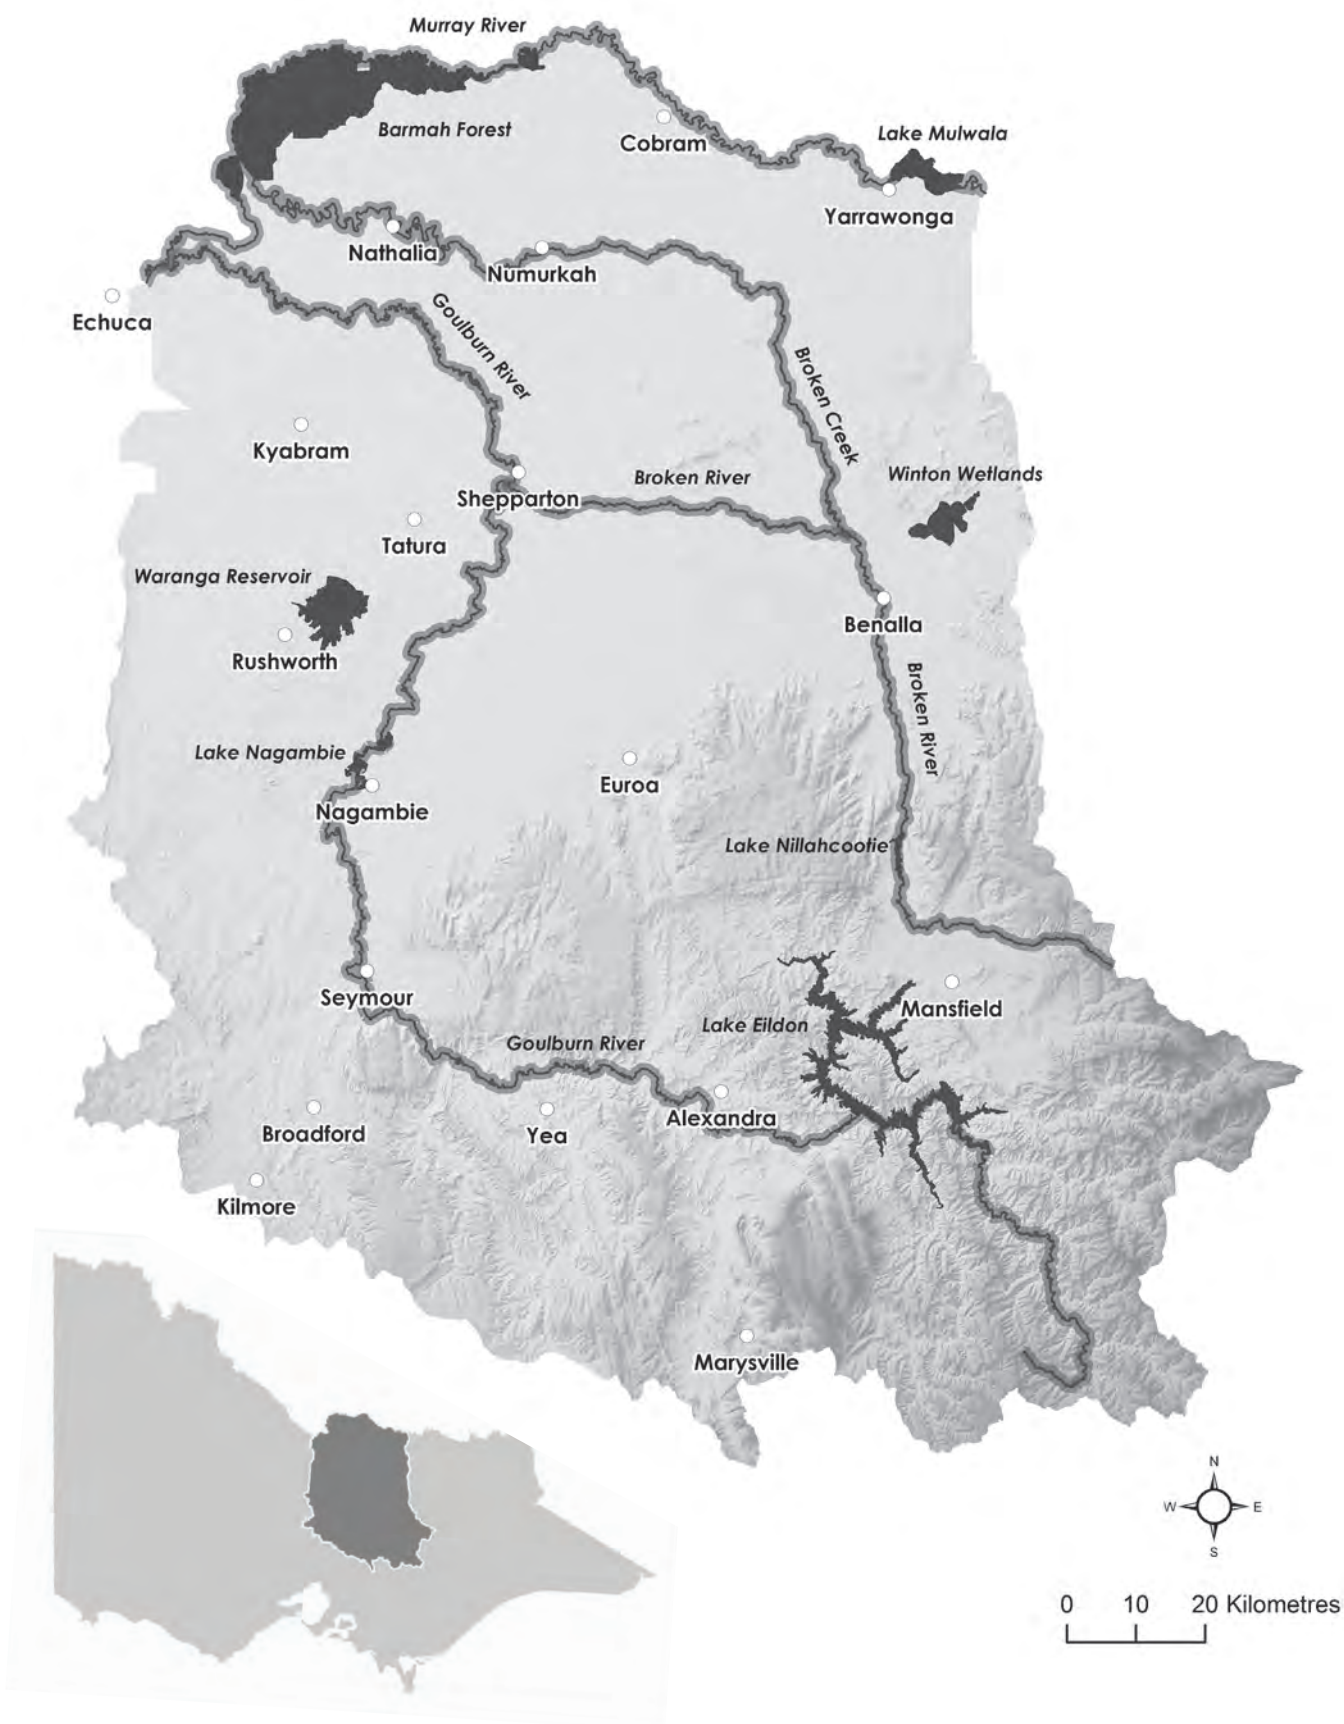 Murray River
Barmah Forest
Cobram
Lake Mulwala
Yarrawonga
Nathalia
Numurkah
Echuca
Goulburn River
Broken Creek
Kyabram
Shepparton
Broken River
Winton Wetlands
Tatura
Waranga Reservoir
Benalla
Rushworth
Broken River
Lake Nagambie
Euroa
Nagambie
Lake Nillahcootie
Seymour
Lake Eildon
Mansfield
Goulburn River
Alexandra
Broadford
Yea
Kilmore
Marysville
N
W E
S
0 10 20 Kilometres